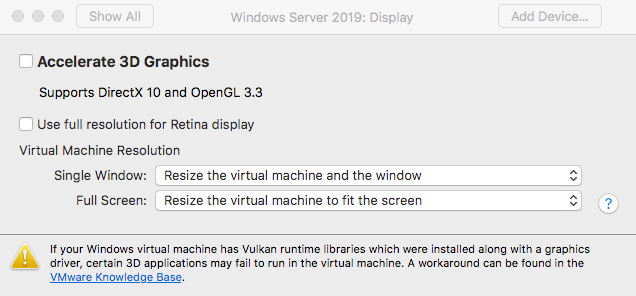 Show All
Windows Server 2019: Display
Add Device...
Accelerate 3D Graphics
Supports DirectX 10 and OpenGL 3.3
Use full resolution for Retina display
Virtual Machine Resolution
Single Window: Resize the virtual machine and the window
Full Screen: Resize the virtual machine to fit the screen
?
If your Windows virtual machine has Vulkan runtime libraries which were installed along with a graphics
driver, certain 3D applications may fail to run in the virtual machine. A workaround can be found in the
VMware Knowledge Base.